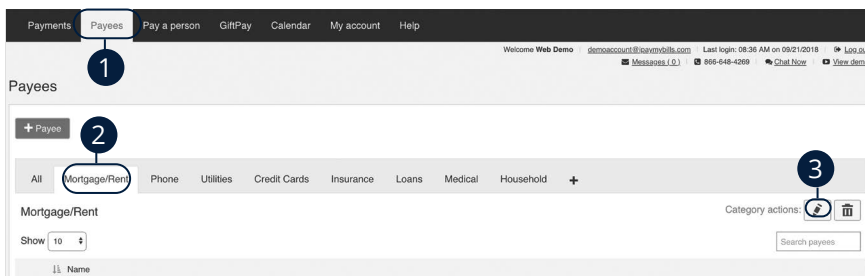 Payments Payees Pay a person GiftPay Calendar My account Help
1
Welcome Web Demo demoaccount@ipaymybills.com Last login: 08:36 AM on 09/21/2018 Log ou
Messages ( 0 ) 866-648-4269 Chat Now View dem
Payees
+ Payee
2
All Mortgage/Rent Phone Utilities Credit Cards Insurance Loans Medical Household +
3
Mortgage/Rent Category actions:
Show 10 Search payees
Name